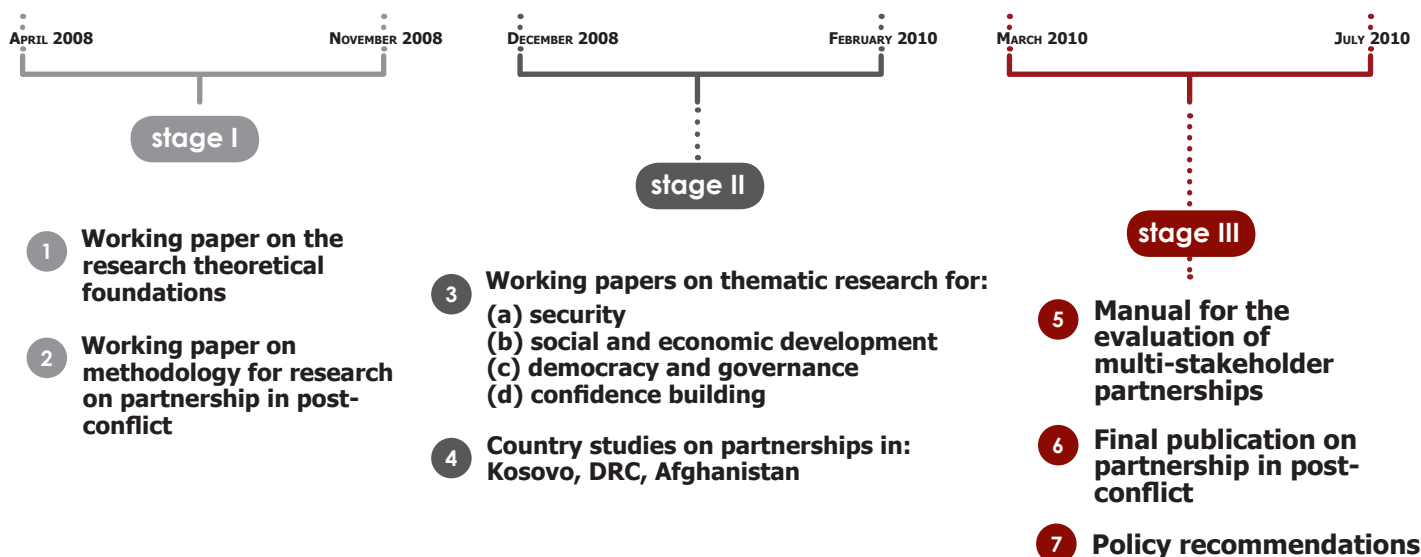 April 2008
November 2008
December 2008
February 2010
March 2010
July 2010
stage I
1
Working paper on the
research theoretical
foundations
2
Working paper on
methodology for research
on partnership in post-
conflict
stage II
3
Working papers on thematic research for:
(a) security
(b) social and economic development
(c) democracy and governance
(d) confidence building
4
Country studies on partnerships in:
Kosovo, DRC, Afghanistan
stage III
5
Manual for the
evaluation of
multi-stakeholder
partnerships
6
Final publication on
partnership in post-
conflict
7
Policy recommendations